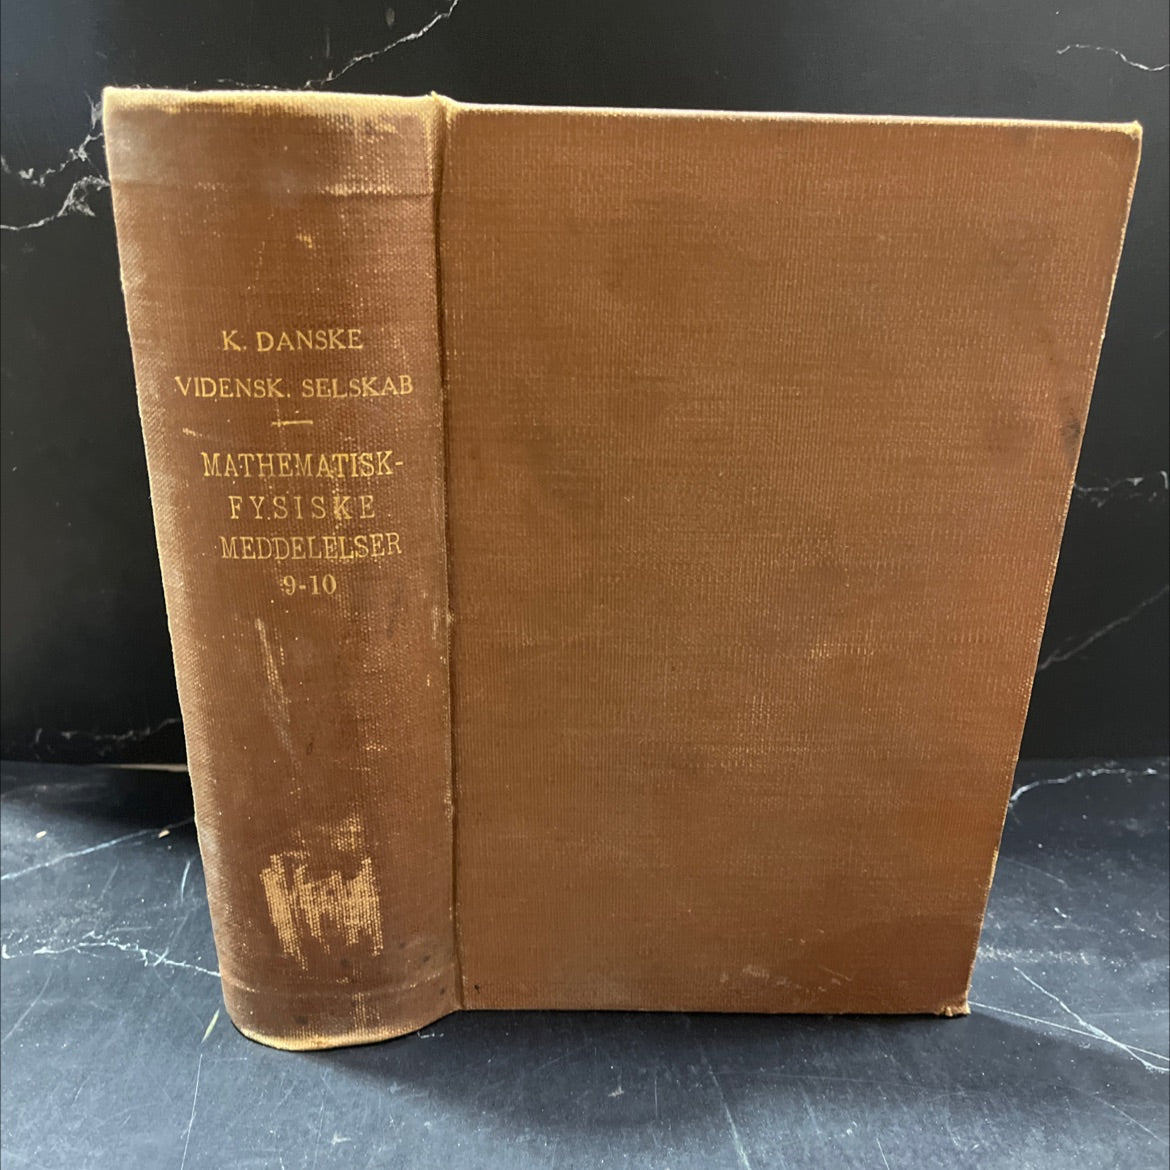 K. DANSKE
VIDENSK. SELSKAB
MATHEMATISK-
FYSISKE
MEDDELELSER
9-10